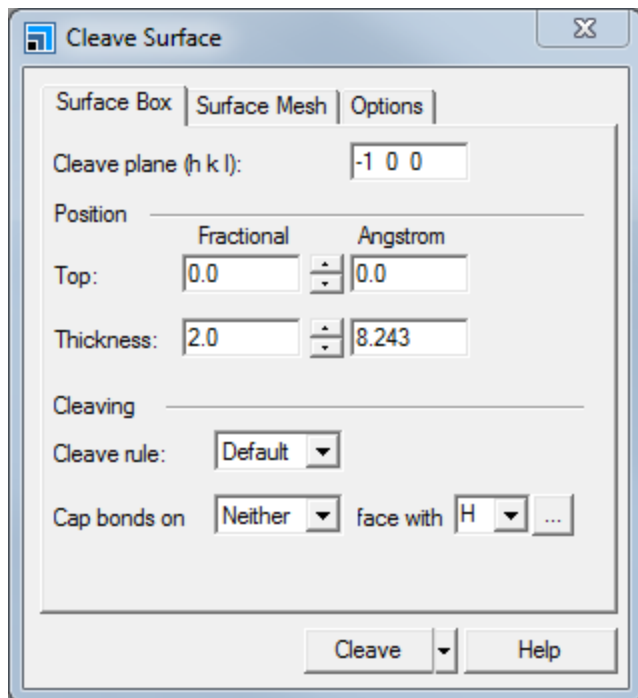 Cleave Surface
Surface Box Surface Mesh Options
Cleave plane (h k l): -1 0 0
Position
Fractional Angstrom
Top: 0.0 0.0
Thickness: 2.0 8.243
Cleaving
Cleave rule: Default
Cap bonds on Neither face with H ...
Cleave Help